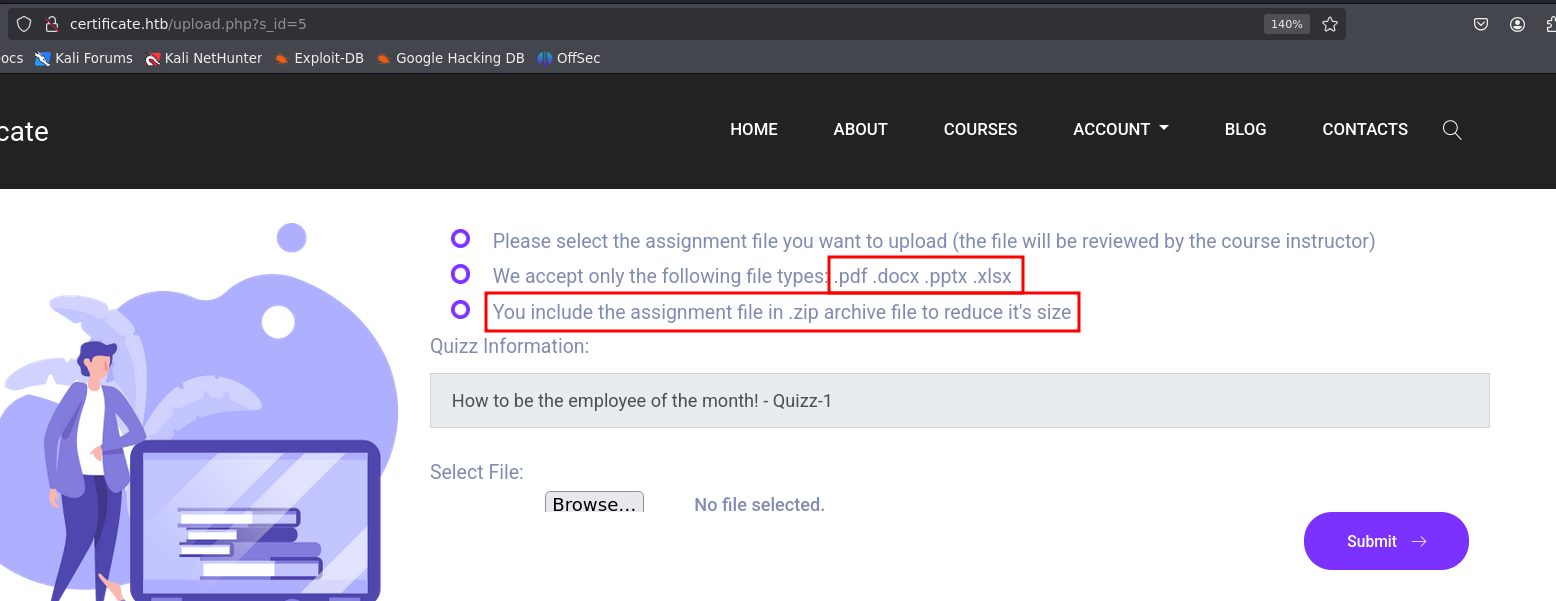 certificate.htb/upload.php?s_id=5
140%
ocs Kali Forums Kali NetHunter Exploit-DB Google Hacking DB OffSec
cate
HOME ABOUT COURSES ACCOUNT BLOG CONTACTS
Please select the assignment file you want to upload (the file will be reviewed by the course instructor)
We accept only the following file types: .pdf .docx .pptx .xlsx
You include the assignment file in .zip archive file to reduce it's size
Quizz Information:
How to be the employee of the month! - Quizz-1
Select File:
Browse... No file selected.
Submit